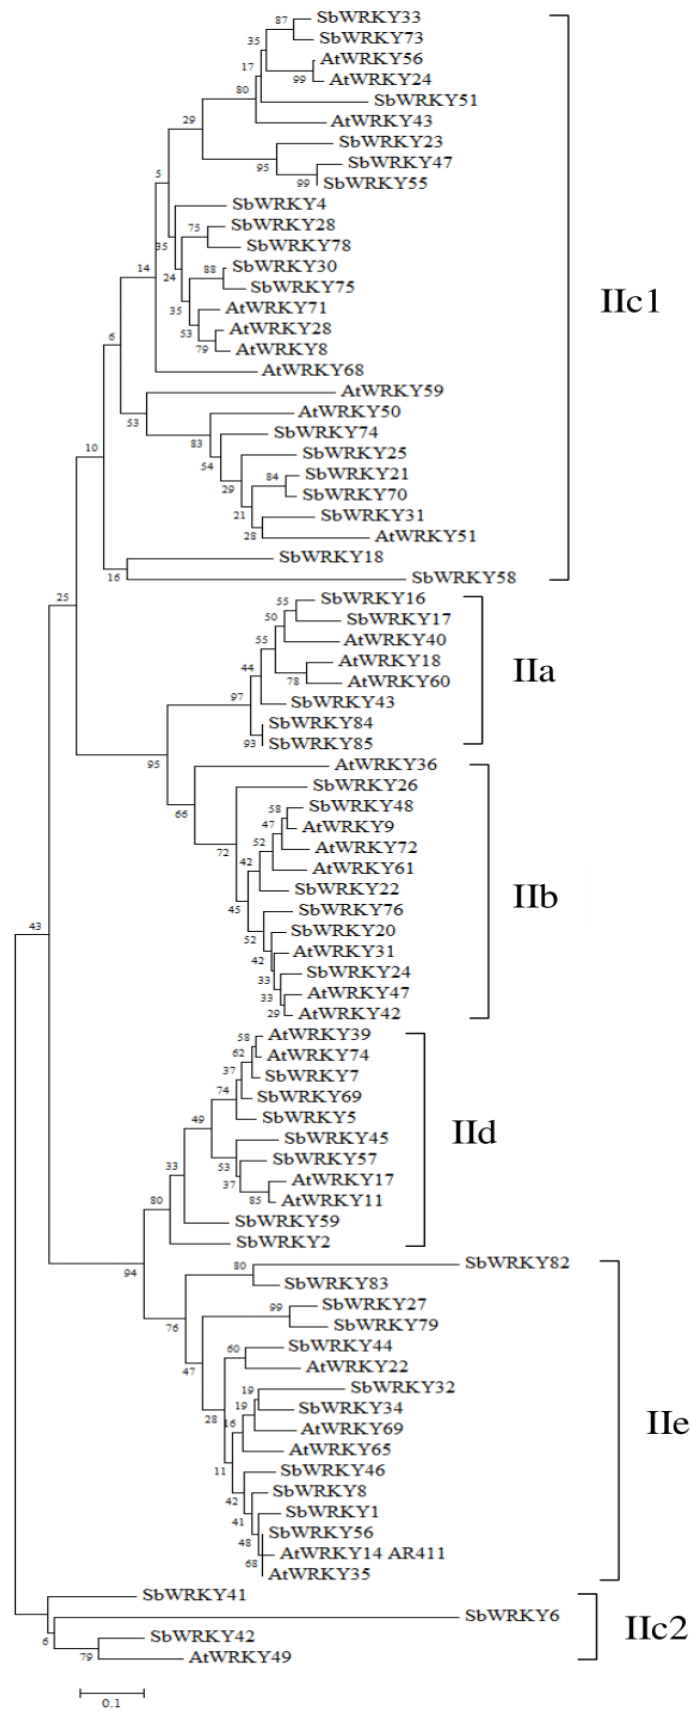 87
SbWRKY33
35
SbWRKY73
AtWRKY56
17
99
AtWRKY24
80
SbWRKY51
29
AtWRKY43
SbWRKY23
95
SbWRKY47
5
99
SbWRKY55
SbWRKY4
75
SbWRKY28
35
SbWRKY78
14
88
SbWRKY30
24
SbWRKY75
IIc1
35
AtWRKY71
53
AtWRKY28
6
79
AtWRKY8
AtWRKY68
AtWRKY59
53
AtWRKY50
83
SbWRKY74
10
54
SbWRKY25
84
SbWRKY21
29
SbWRKY70
21
SbWRKY31
28
AtWRKY51
SbWRKY18
16
SbWRKY58
25
55
SbWRKY16
50
SbWRKY17
55
AtWRKY40
44
AtWRKY18
IIa
78
AtWRKY60
97
SbWRKY43
SbWRKY84
93
SbWRKY85
95
AtWRKY36
SbWRKY26
66
58
SbWRKY48
47
AtWRKY9
52
AtWRKY72
72
42
AtWRKY61
SbWRKY22
IIb
45
SbWRKY76
43
SbWRKY20
52
AtWRKY31
42
SbWRKY24
33
AtWRKY47
33
29
AtWRKY42
58
AtWRKY39
62
AtWRKY74
37
SbWRKY7
74
SbWRKY69
49
SbWRKY5
IId
SbWRKY45
33
53
SbWRKY57
37
AtWRKY17
85
AtWRKY11
80
SbWRKY59
SbWRKY2
94
80
SbWRKY82
SbWRKY83
99
SbWRKY27
76
SbWRKY79
60
SbWRKY44
47
AtWRKY22
19
SbWRKY32
19
SbWRKY34
28
16
AtWRKY69
IIe
AtWRKY65
11
SbWRKY46
42
SbWRKY8
41
SbWRKY1
48
SbWRKY56
AtWRKY14 AR411
68
AtWRKY35
SbWRKY41
SbWRKY6
IIc2
6
SbWRKY42
79
AtWRKY49
0.1